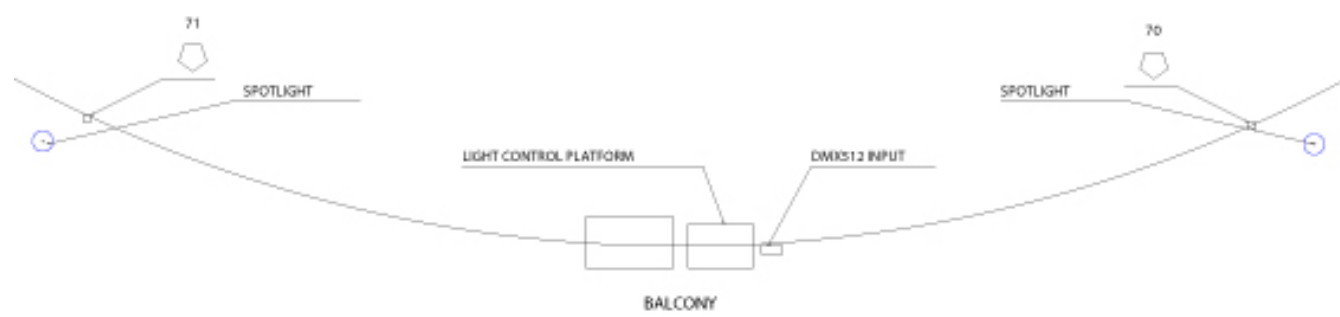 71
70
SPOTLIGHT
SPOTLIGHT
LIGHT CONTROL PLATFORM
DMX512 INPUT
BALCONY